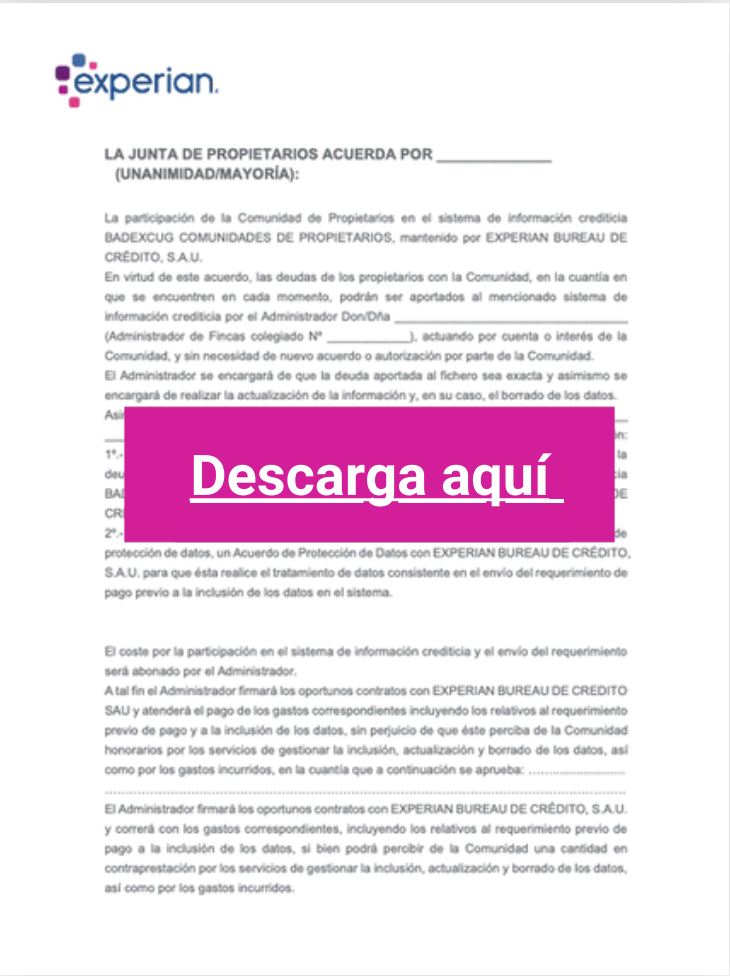 experian.
LA JUNTA DE PROPIETARIOS ACUERDA POR ______________
(UNANIMIDAD/MAYORÍA):
La participación de la Comunidad de Propietarios en el sistema de información crediticia
BADEXCUG COMUNIDADES DE PROPIETARIOS, mantenido por EXPERIAN BUREAU DE
CRÉDITO, S.A.U.
En virtud de este acuerdo, las deudas de los propietarios con la Comunidad, en la cuantía en
que se encuentren en cada momento, podrán ser aportados al mencionado sistema de
información crediticia por el Administrador Don/Dña ______________________________
(Administrador de Fincas colegiado Nº ___________), actuando por cuenta o interés de la
Comunidad, y sin necesidad de nuevo acuerdo o autorización por parte de la Comunidad.
El Administrador se encargará de que la deuda aportada al fichero sea exacta y asimismo se
encargará de realizar la actualización de la información y, en su caso, el borrado de los datos.
Asi
ón:
1º.- la
deu cia
BAD DE
CRÉ
Descarga aquí
2º.- de
protección de datos, un Acuerdo de Protección de Datos con EXPERIAN BUREAU DE CRÉDITO,
S.A.U. para que ésta realice el tratamiento de datos consistente en el envío del requerimiento de
pago previo a la inclusión de los datos en el sistema.
El coste por la participación en el sistema de información crediticia y el envío del requerimiento
será abonado por el Administrador.
A tal fin el Administrador firmará los oportunos contratos con EXPERIAN BUREAU DE CREDITO
SAU y atenderá el pago de los gastos correspondientes incluyendo los relativos al requerimiento
previo de pago y a la inclusión de los datos, sin perjuicio de que éste perciba de la Comunidad
honorarios por los servicios de gestionar la inclusión, actualización y borrado de los datos, así
como por los gastos incurridos, en la cuantía que a continuación se aprueba: ..........................
........................................................................................................................
El Administrador firmará los oportunos contratos con EXPERIAN BUREAU DE CRÉDITO, S.A.U.
y correrá con los gastos correspondientes, incluyendo los relativos al requerimiento previo de
pago a la inclusión de los datos, si bien podrá percibir de la Comunidad una cantidad en
contraprestación por los servicios de gestionar la inclusión, actualización y borrado de los datos,
así como por los gastos incurridos.